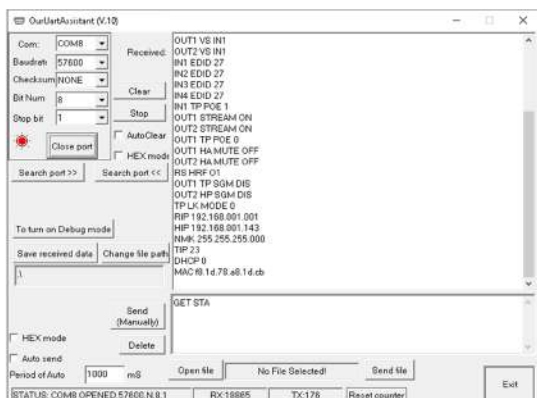 OurUartAssistant (V.10)
Com: COM8
Baudrate 57600
Checksum NONE
Bit Num 8
Stop bit 1
Close port
Received:
Clear
Stop
AutoClear
HEX mode
Search port >>
Search port <<
To turn on Debug mode
Save received data
Change file path
.\
OUT1 VS IN1
OUT2 VS IN1
IN1 EDID 27
IN2 EDID 27
IN3 EDID 27
IN4 EDID 27
IN1 TP POE 1
OUT1 STREAM ON
OUT2 STREAM ON
OUT1 TP POE 0
OUT1 HA MUTE OFF
OUT2 HA MUTE OFF
RS HRF O1
OUT1 TP SGM DIS
OUT2 HP SGM DIS
TP LK MODE 0
RIP 192.168.001.001
HIP 192.168.001.143
NMK 255.255.255.000
TIP 23
DHCP 0
MAC f8.1d.78.a8.1d.cb
Send
(Manually)
Delete
GET STA
HEX mode
Auto send
Period of Auto 1000 mS
Open file
No File Selected!
Send file
Exit
STATUS: COM8 OPENED 57600,N,8,1
RX:19865
TX:176
Reset counter